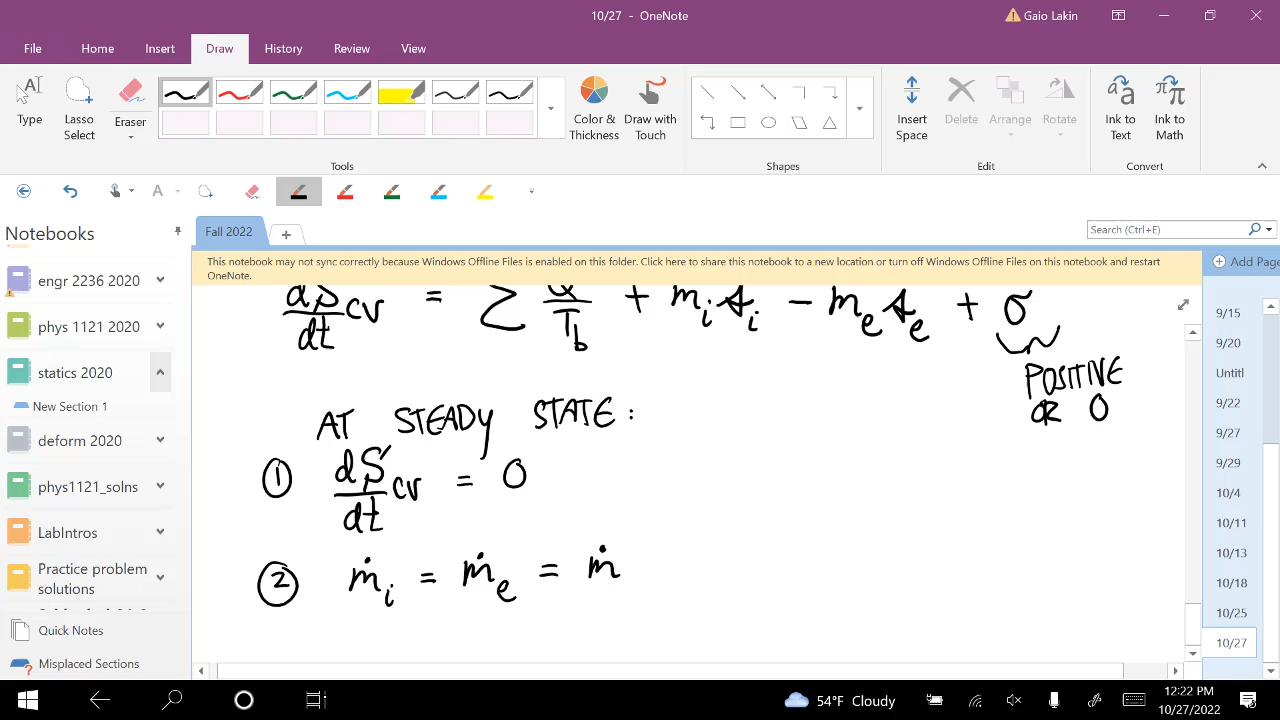 10/27 - OneNote
Gaio Lakin
File Home Insert Draw History Review View
Type
Lasso Select
Eraser
Color & Thickness
Draw with Touch
Insert Space
Delete
Arrange
Rotate
Ink to Text
Ink to Math
Tools
Shapes
Edit
Convert
A
Notebooks
Fall 2022
+
Search (Ctrl+E)
This notebook may not sync correctly because Windows Offline Files is enabled on this folder. Click here to share this notebook to a new location or turn off Windows Offline Files on this notebook and restart
OneNote.
Add Page
engr 2236 2020
phys 1121 2020
statics 2020
New Section 1
deform 2020
phys1121_solns
LabIntros
Practice problem
solutions
Quick Notes
Misplaced Sections
dS/dt cv = Σ Q/T_b + ṁ_i s_i − ṁ_e s_e + σ
POSITIVE
OR 0
AT STEADY STATE:
① dS/dt cv = 0
② ṁ_i = ṁ_e = ṁ
9/15
9/20
Untitl
9/22
9/27
9/29
10/4
10/11
10/13
10/18
10/25
10/27
54°F Cloudy
12:22 PM
10/27/2022